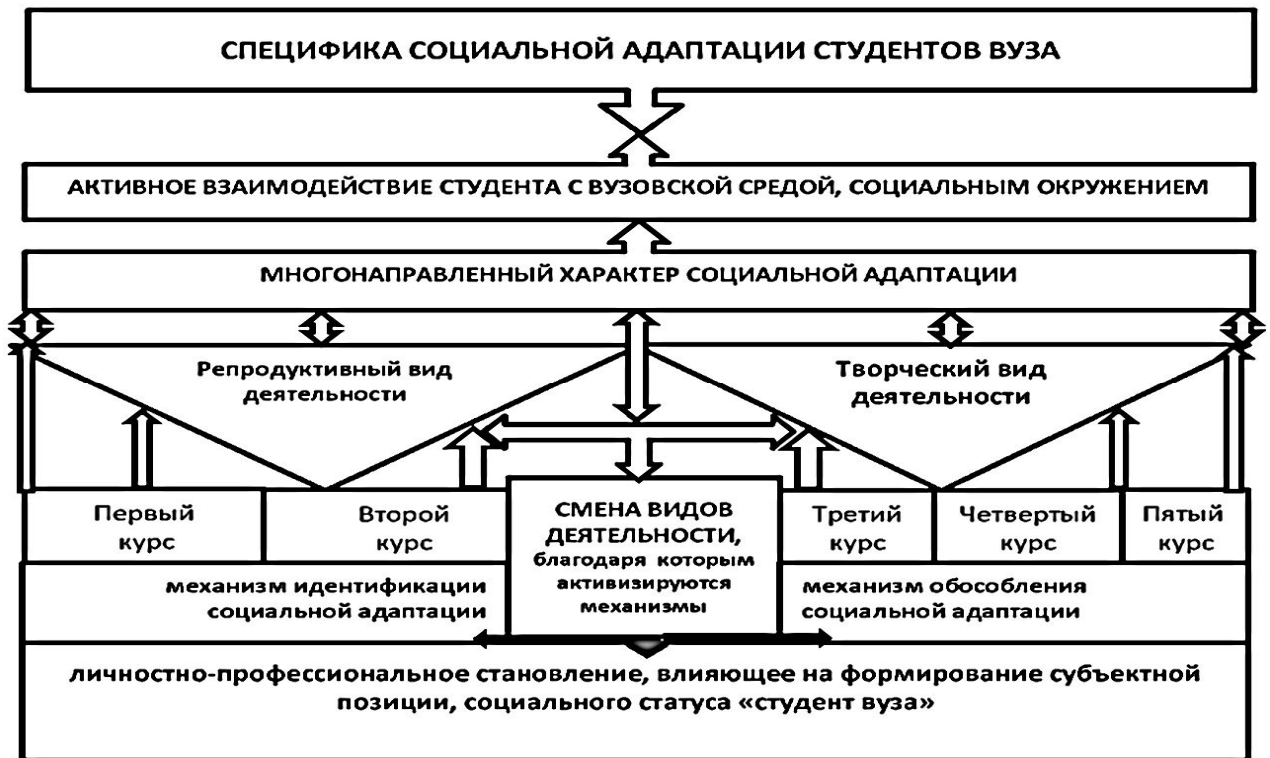 СПЕЦИФИКА СОЦИАЛЬНОЙ АДАПТАЦИИ СТУДЕНТОВ ВУЗА
АКТИВНОЕ ВЗАИМОДЕЙСТВИЕ СТУДЕНТА С ВУЗОВСКОЙ СРЕДОЙ, СОЦИАЛЬНЫМ ОКРУЖЕНИЕМ
МНОГОНАПРАВЛЕННЫЙ ХАРАКТЕР СОЦИАЛЬНОЙ АДАПТАЦИИ
Репродуктивный вид
деятельности
Творческий вид
деятельности
Первый
курс
Второй
курс
СМЕНА ВИДОВ
ДЕЯТЕЛЬНОСТИ,
благодаря которым
активизируются
механизмы
Третий
курс
Четвертый
курс
Пятый
курс
механизм идентификации
социальной адаптации
механизм обособления
социальной адаптации
личностно-профессиональное становление, влияющее на формирование субъектной
позиции, социального статуса «студент вуза»